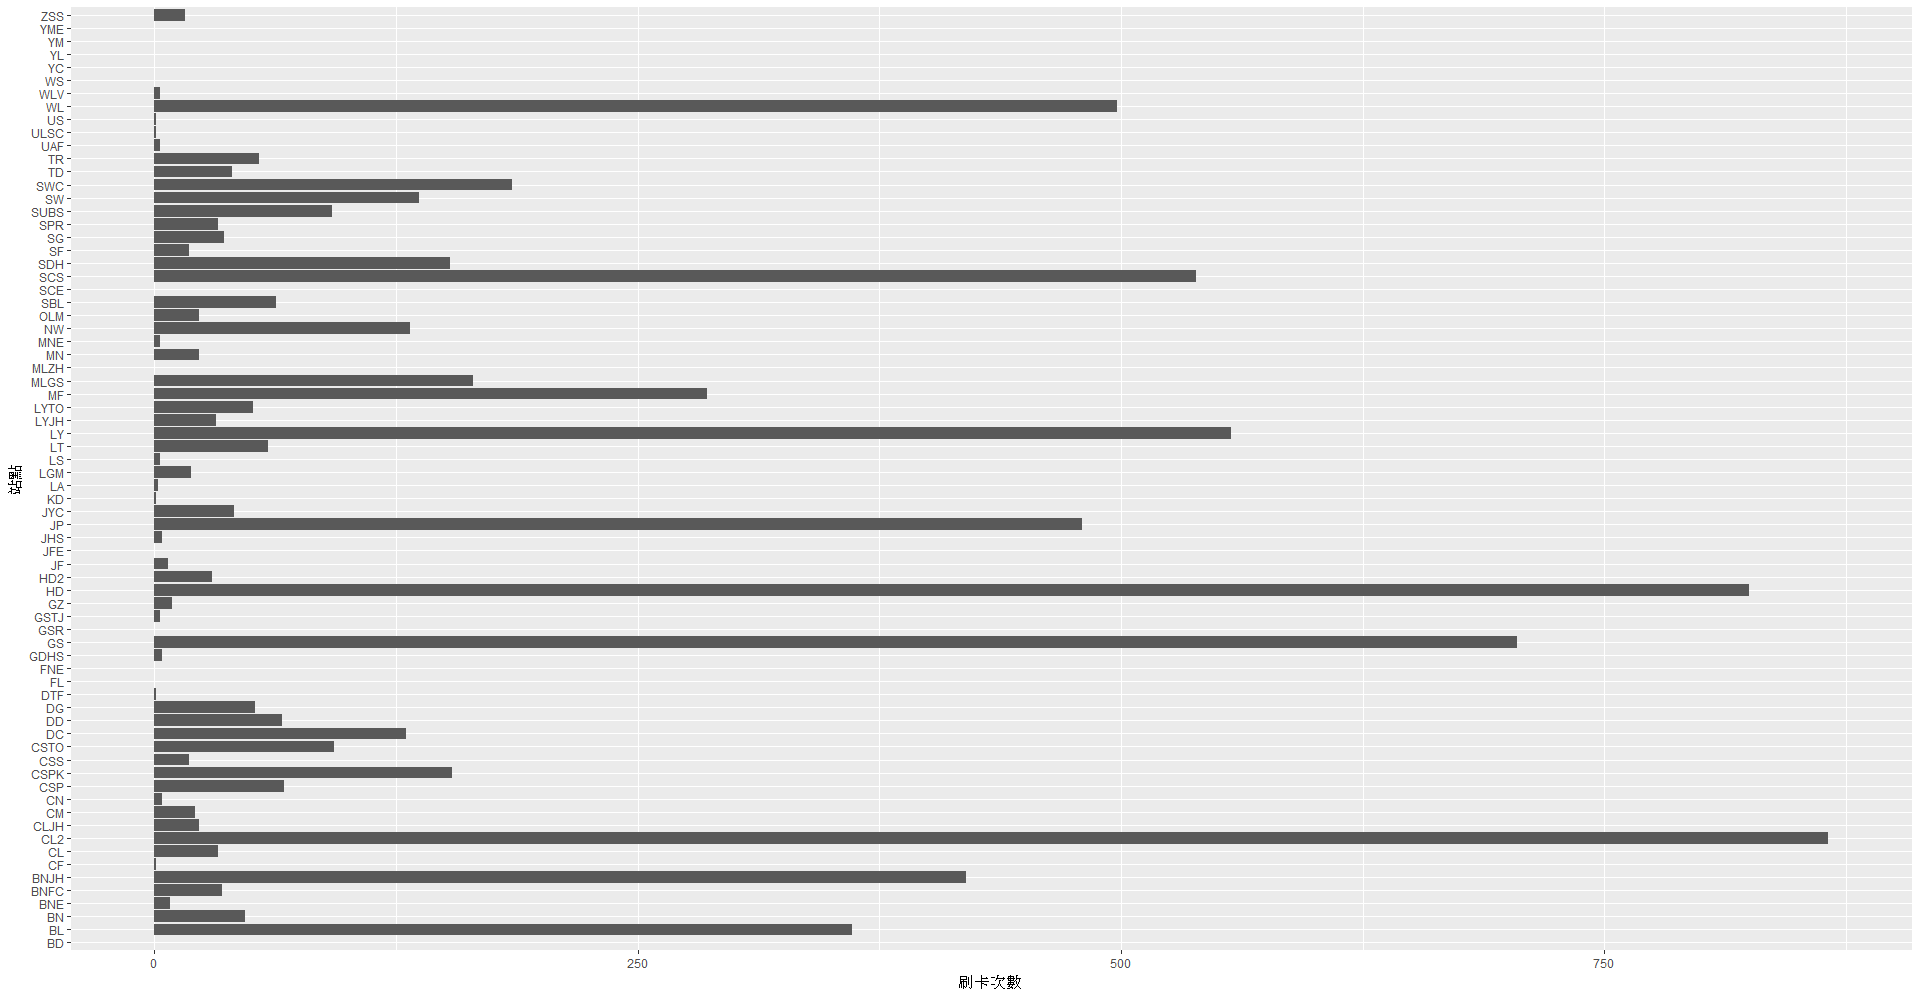 ZSS
YME
YM
YL
YC
WS
WLV
WL
US
ULSC
UAF
TR
TD
SWC
SW
SUBS
SPR
SG
SF
SDH
SCS
SCE
SBL
OLM
NW
MNE
MN
MLZH
MLGS
MF
LYTO
LYJH
LY
LT
LS
LGM
LA
KD
JYC
JP
JHS
JFE
JF
HD2
HD
GZ
GSTJ
GSR
GS
GDHS
FNE
FL
DTF
DG
DD
DC
CSTO
CSS
CSPK
CSP
CN
CM
CLJH
CL2
CL
CF
BNJH
BNFC
BNE
BN
BL
BD
站點
0 250 500 750
刷卡次數